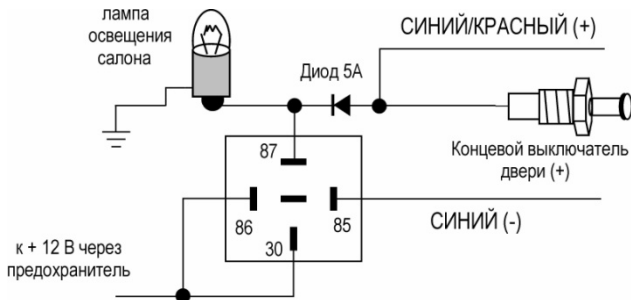 лампа
освещения
салона
СИНИЙ/КРАСНЫЙ (+)
Диод 5А
Концевой выключатель
двери (+)
87
86
85
30
СИНИЙ (-)
к + 12 В через
предохранитель